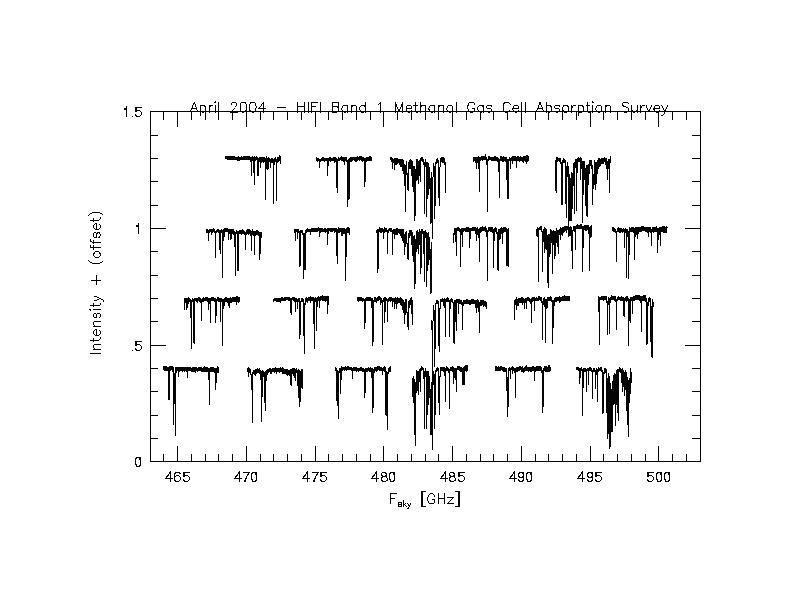 April 2004 - HIFI Band 1 Methanol Gas Cell Absorption Survey
1.5
1
.5
0
Intensity + (offset)
465 470 475 480 485 490 495 500
Fsky [GHz]